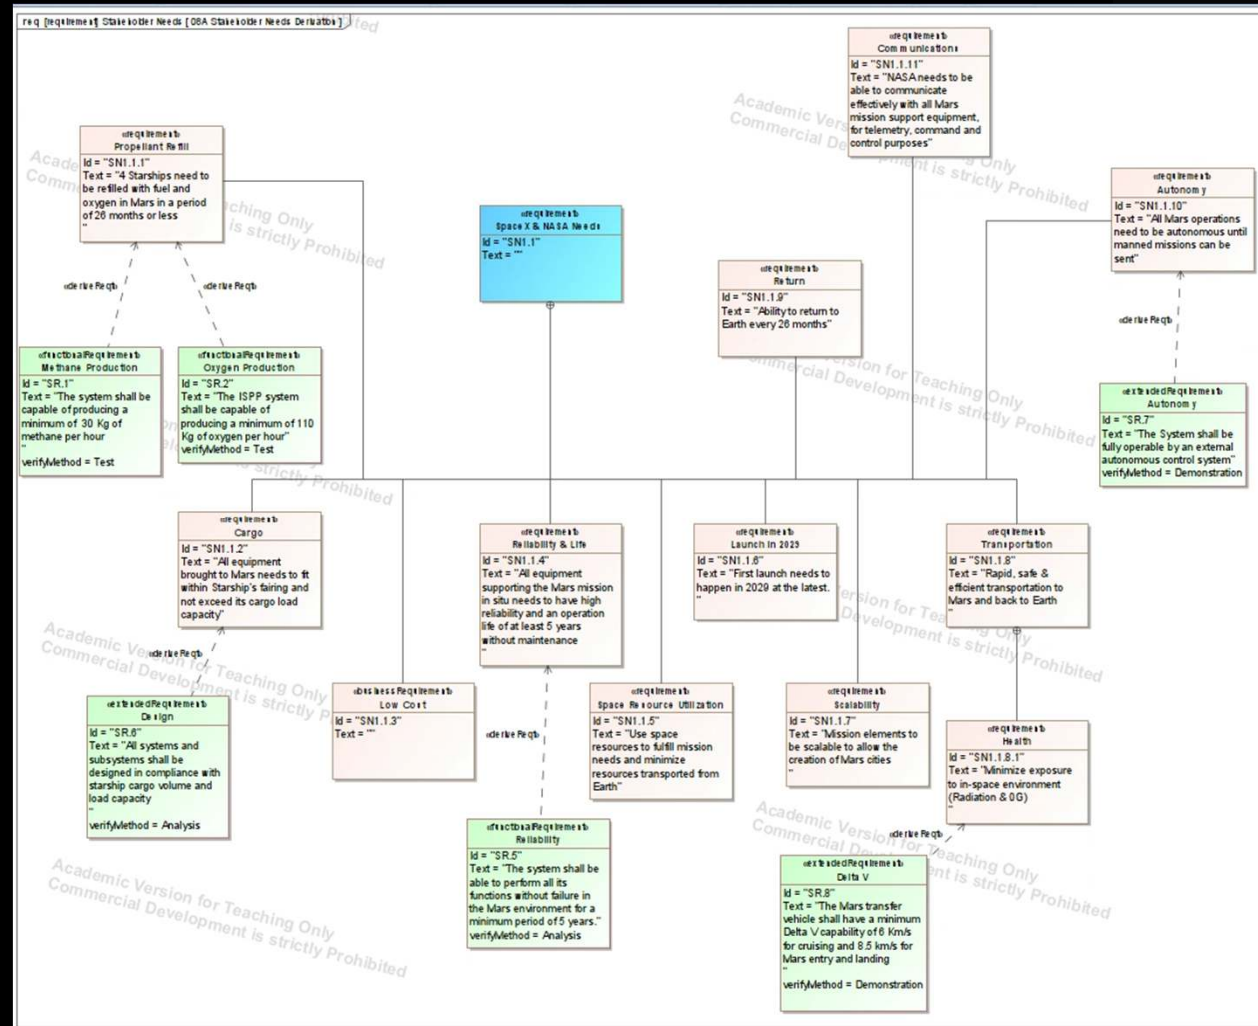 req [requirement] Stakeholder Needs [ 08A Stakeholder Needs Derivation ]
«requirement»
Communications
Id = "SN1.1.11"
Text = "NASA needs to be
able to communicate
effectively with all Mars
mission support equipment,
for telemetry, command and
control purposes"
«requirement»
Propellant Refill
Id = "SN1.1.1"
Text = "4 Starships need to
be refilled with fuel and
oxygen in Mars in a period
of 26 months or less
"
«requirement»
Autonomy
Id = "SN1.1.10"
Text = "All Mars operations
need to be autonomous until
manned missions can be
sent"
«requirement»
Space X & NASA Needs
Id = "SN1.1"
Text = ""
«requirement»
Return
Id = "SN1.1.9"
Text = "Ability to return to
Earth every 26 months"
«deriveReqt»
«deriveReqt»
«deriveReqt»
«functionalRequirement»
Methane Production
Id = "SR.1"
Text = "The system shall be
capable of producing a
minimum of 30 Kg of
methane per hour
"
verifyMethod = Test
«functionalRequirement»
Oxygen Production
Id = "SR.2"
Text = "The ISPP system
shall be capable of
producing a minimum of 110
Kg of oxygen per hour"
verifyMethod = Test
«extendedRequirement»
Autonomy
Id = "SR.7"
Text = "The System shall be
fully operable by an external
autonomous control system"
verifyMethod = Demonstration
«requirement»
Cargo
Id = "SN1.1.2"
Text = "All equipment
brought to Mars needs to fit
within Starship's fairing and
not exceed its cargo load
capacity"
«requirement»
Reliability & Life
Id = "SN1.1.4"
Text = "All equipment
supporting the Mars mission
in situ needs to have high
reliability and an operation
life of at least 5 years
without maintenance
"
«requirement»
Launch in 2029
Id = "SN1.1.6"
Text = "First launch needs to
happen in 2029 at the latest.
"
«requirement»
Transportation
Id = "SN1.1.8"
Text = "Rapid, safe &
efficient transportation to
Mars and back to Earth
"
«deriveReqt»
«businessRequirement»
Low Cost
Id = "SN1.1.3"
Text = ""
«deriveReqt»
«requirement»
Space Resource Utilization
Id = "SN1.1.5"
Text = "Use space
resources to fulfill mission
needs and minimize
resources transported from
Earth"
«requirement»
Scalability
Id = "SN1.1.7"
Text = "Mission elements to
be scalable to allow the
creation of Mars cities
"
«requirement»
Health
Id = "SN1.1.8.1"
Text = "Minimize exposure
to in-space environment
(Radiation & 0G)
"
«extendedRequirement»
Design
Id = "SR.6"
Text = "All systems and
subsystems shall be
designed in compliance with
starship cargo volume and
load capacity
"
verifyMethod = Analysis
«functionalRequirement»
Reliability
Id = "SR.5"
Text = "The system shall be
able to perform all its
functions without failure in
the Mars environment for a
minimum period of 5 years."
verifyMethod = Analysis
«deriveReqt»
«extendedRequirement»
Delta V
Id = "SR.8"
Text = "The Mars transfer
vehicle shall have a minimum
Delta V capability of 6 Km/s
for cruising and 8.5 km/s for
Mars entry and landing
"
verifyMethod = Demonstration
Academic Version for Teaching Only
Commercial Development is strictly Prohibited